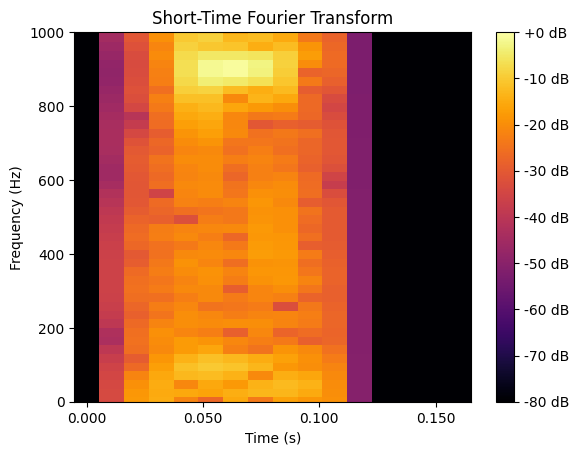 Short-Time Fourier Transform
Frequency (Hz)
1000
800
600
400
200
0
0.000
0.050
0.100
0.150
Time (s)
+0 dB
-10 dB
-20 dB
-30 dB
-40 dB
-50 dB
-60 dB
-70 dB
-80 dB